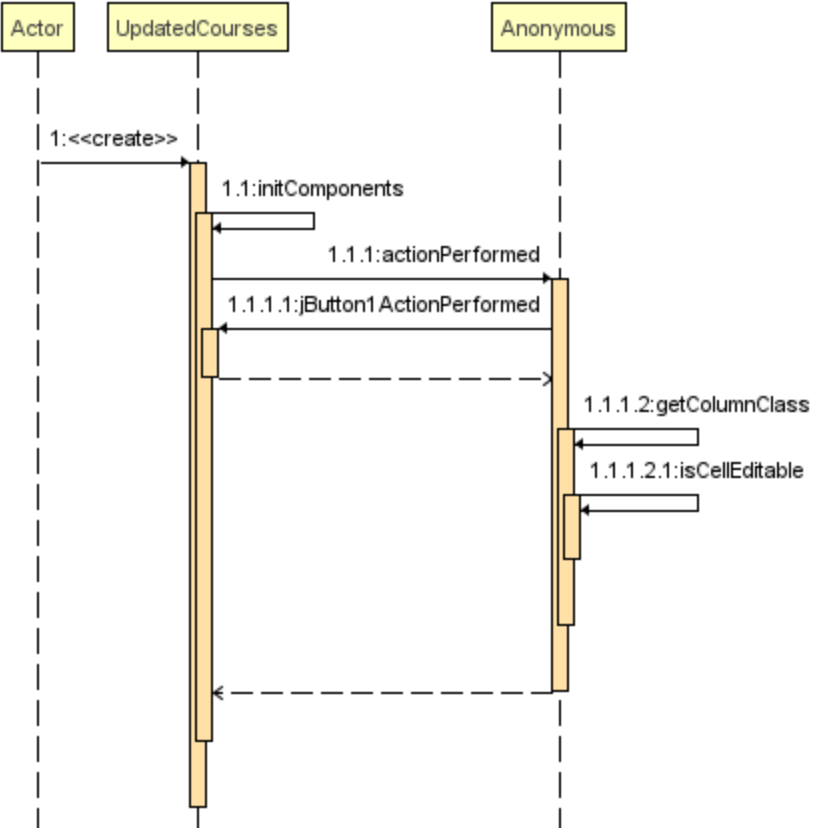 Actor
UpdatedCourses
Anonymous
1:<<create>>
1.1:initComponents
1.1.1:actionPerformed
1.1.1.1:jButton1ActionPerformed
1.1.1.2:getColumnClass
1.1.1.2.1:isCellEditable